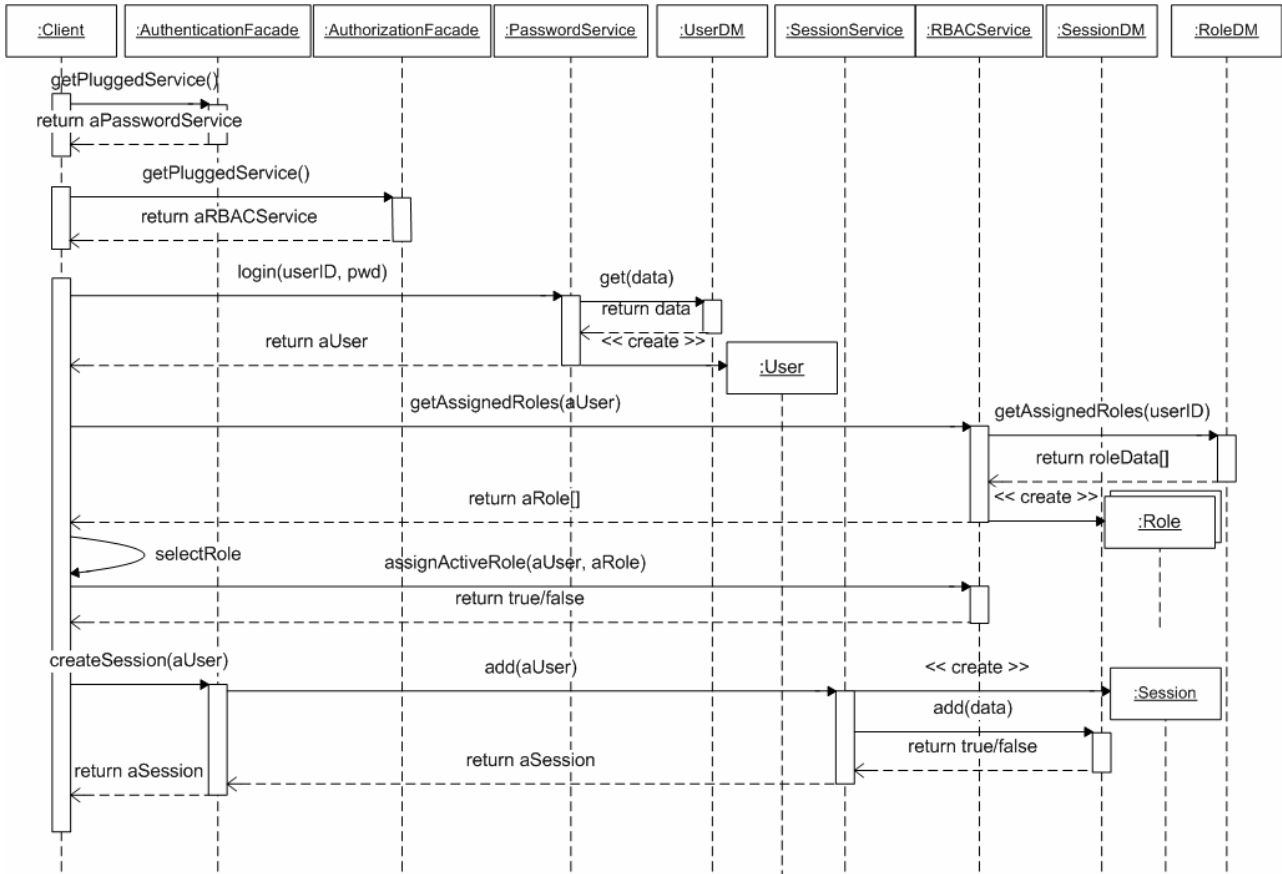 :Client
:AuthenticationFacade
:AuthorizationFacade
:PasswordService
:UserDM
:SessionService
:RBACService
:SessionDM
:RoleDM
getPluggedService()
return aPasswordService
getPluggedService()
return aRBACService
login(userID, pwd)
get(data)
return data
return aUser
<< create >>
:User
getAssignedRoles(aUser)
getAssignedRoles(userID)
return roleData[]
return aRole[]
<< create >>
:Role
selectRole
assignActiveRole(aUser, aRole)
return true/false
createSession(aUser)
add(aUser)
<< create >>
:Session
add(data)
return true/false
return aSession
return aSession